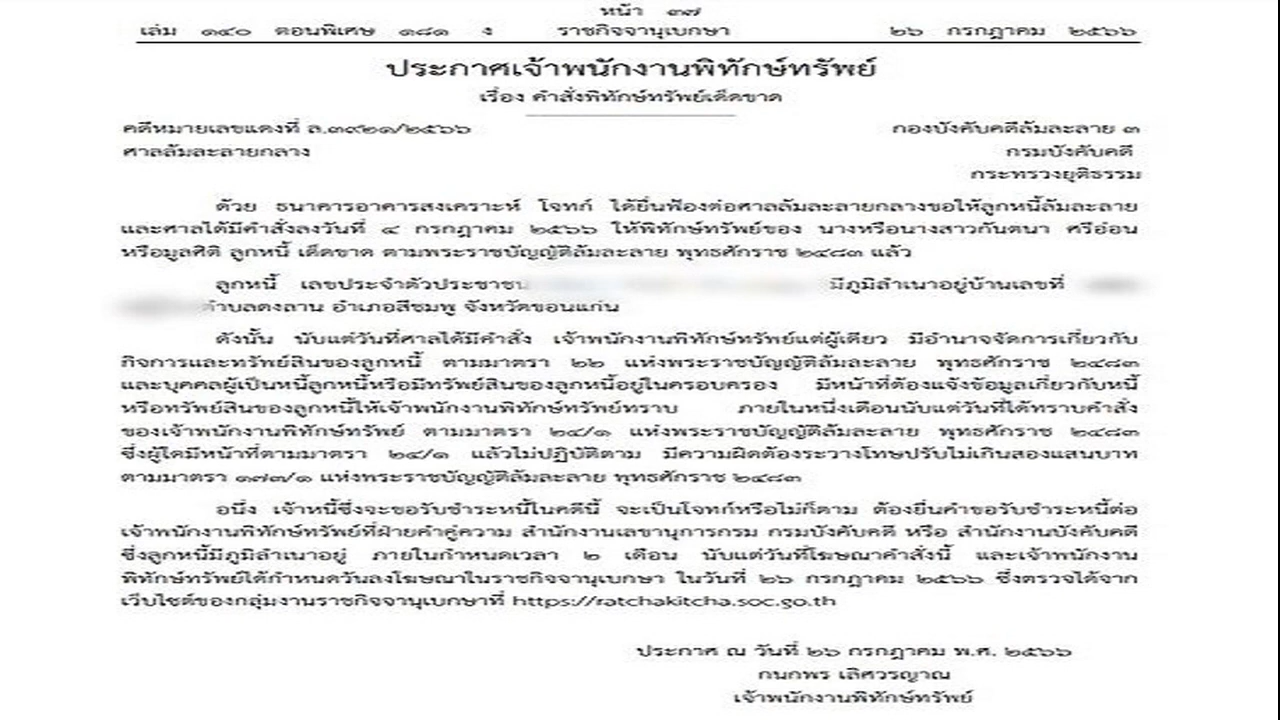 หน้า ๓๗
เล่ม ๑๔๐ ตอนพิเศษ ๑๘๑ ง ราชกิจจานุเบกษา ๒๖ กรกฎาคม ๒๕๖๖
ประกาศเจ้าพนักงานพิทักษ์ทรัพย์
เรื่อง คำสั่งพิทักษ์ทรัพย์เด็ดขาด
คดีหมายเลขแดงที่ ล.๓๙๒๑/๒๕๖๖ กองบังคับคดีล้มละลาย ๓
ศาลล้มละลายกลาง กรมบังคับคดี
กระทรวงยุติธรรม
ด้วย ธนาคารอาคารสงเคราะห์ โจทก์ ได้ยื่นฟ้องต่อศาลล้มละลายกลางขอให้ลูกหนี้ล้มละลาย
และศาลได้มีคำสั่งลงวันที่ ๔ กรกฎาคม ๒๕๖๖ ให้พิทักษ์ทรัพย์ของ นางหรือนางสาวกันตนา ศรีอ่อน
หรือมูลศิติ ลูกหนี้ เด็ดขาด ตามพระราชบัญญัติล้มละลาย พุทธศักราช ๒๔๘๓ แล้ว
ลูกหนี้ เลขประจำตัวประชาชน มีภูมิลำเนาอยู่บ้านเลขที่
ตำบลดงลาน อำเภอสีชมพู จังหวัดขอนแก่น
ดังนั้น นับแต่วันที่ศาลได้มีคำสั่ง เจ้าพนักงานพิทักษ์ทรัพย์แต่ผู้เดียว มีอำนาจจัดการเกี่ยวกับ
กิจการและทรัพย์สินของลูกหนี้ ตามมาตรา ๒๒ แห่งพระราชบัญญัติล้มละลาย พุทธศักราช ๒๔๘๓
และบุคคลผู้เป็นหนี้ลูกหนี้หรือมีทรัพย์สินของลูกหนี้อยู่ในครอบครอง มีหน้าที่ต้องแจ้งข้อมูลเกี่ยวกับหนี้
หรือทรัพย์สินของลูกหนี้ให้เจ้าพนักงานพิทักษ์ทรัพย์ทราบ ภายในหนึ่งเดือนนับแต่วันที่ได้ทราบคำสั่ง
ของเจ้าพนักงานพิทักษ์ทรัพย์ ตามมาตรา ๒๔/๑ แห่งพระราชบัญญัติล้มละลาย พุทธศักราช ๒๔๘๓
ซึ่งผู้ใดมีหน้าที่ตามมาตรา ๒๔/๑ แล้วไม่ปฏิบัติตาม มีความผิดต้องระวางโทษปรับไม่เกินสองแสนบาท
ตามมาตรา ๑๗๓/๑ แห่งพระราชบัญญัติล้มละลาย พุทธศักราช ๒๔๘๓
อนึ่ง เจ้าหนี้ซึ่งจะขอรับชำระหนี้ในคดีนี้ จะเป็นโจทก์หรือไม่ก็ตาม ต้องยื่นคำขอรับชำระหนี้ต่อ
เจ้าพนักงานพิทักษ์ทรัพย์ที่ฝ่ายคำคู่ความ สำนักงานเลขานุการกรม กรมบังคับคดี หรือ สำนักงานบังคับคดี
ซึ่งลูกหนี้มีภูมิลำเนาอยู่ ภายในกำหนดเวลา ๒ เดือน นับแต่วันที่โฆษณาคำสั่งนี้ และเจ้าพนักงาน
พิทักษ์ทรัพย์ได้กำหนดวันลงโฆษณาในราชกิจจานุเบกษา ในวันที่ ๒๖ กรกฎาคม ๒๕๖๖ ซึ่งตรวจได้จาก
เว็บไซต์ของกลุ่มงานราชกิจจานุเบกษาที่ https://ratchakitcha.soc.go.th
ประกาศ ณ วันที่ ๒๖ กรกฎาคม พ.ศ. ๒๕๖๖
กนกพร เลิศวรญาณ
เจ้าพนักงานพิทักษ์ทรัพย์